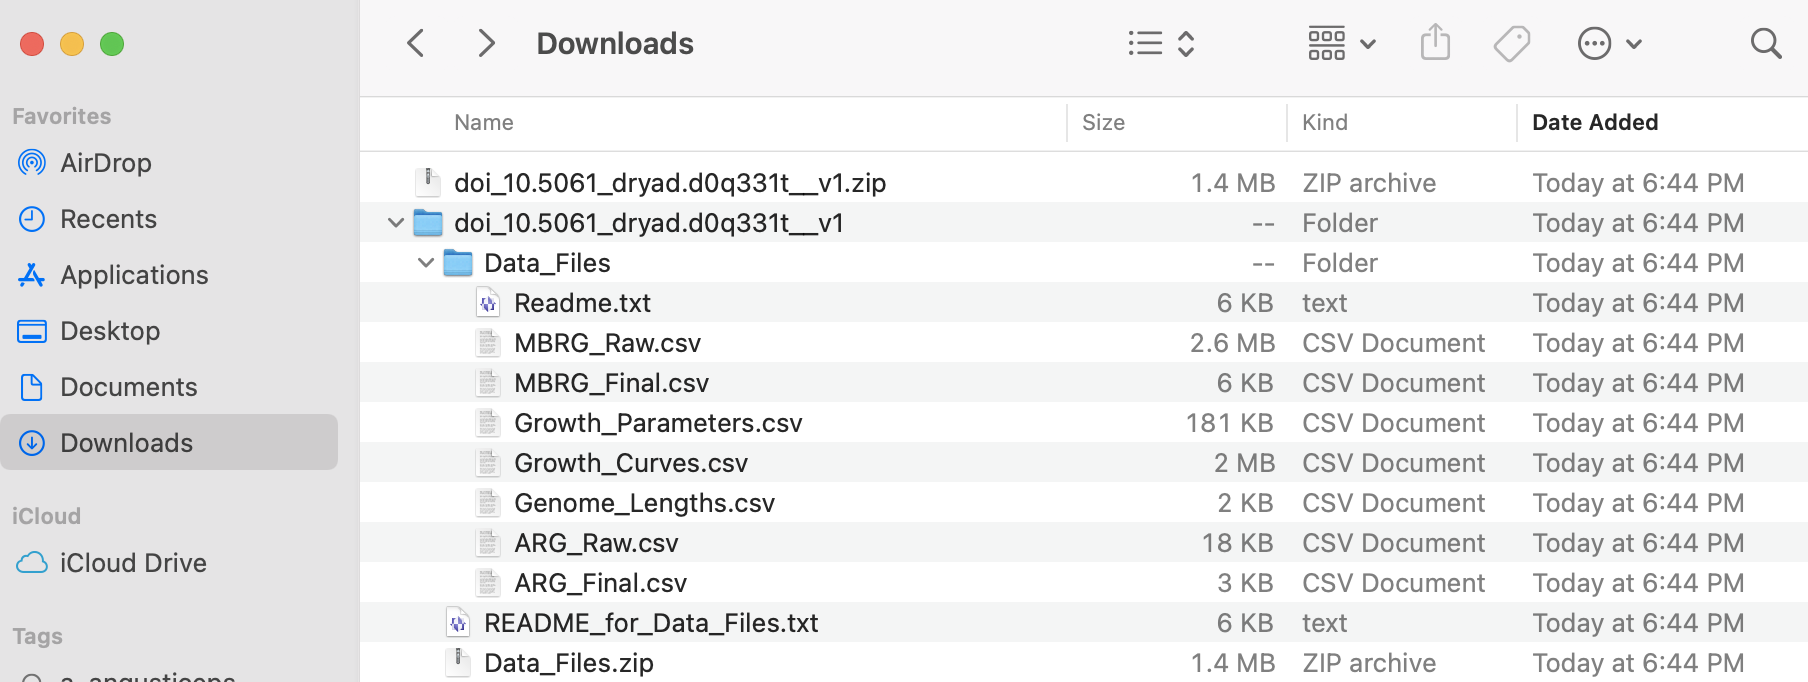 Downloads
Favorites
AirDrop
Recents
Applications
Desktop
Documents
Downloads
iCloud
iCloud Drive
Tags
Name Size Kind Date Added
doi_10.5061_dryad.d0q331t__v1.zip 1.4 MB ZIP archive Today at 6:44 PM
doi_10.5061_dryad.d0q331t__v1 -- Folder Today at 6:44 PM
Data_Files -- Folder Today at 6:44 PM
Readme.txt 6 KB text Today at 6:44 PM
MBRG_Raw.csv 2.6 MB CSV Document Today at 6:44 PM
MBRG_Final.csv 6 KB CSV Document Today at 6:44 PM
Growth_Parameters.csv 181 KB CSV Document Today at 6:44 PM
Growth_Curves.csv 2 MB CSV Document Today at 6:44 PM
Genome_Lengths.csv 2 KB CSV Document Today at 6:44 PM
ARG_Raw.csv 18 KB CSV Document Today at 6:44 PM
ARG_Final.csv 3 KB CSV Document Today at 6:44 PM
README_for_Data_Files.txt 6 KB text Today at 6:44 PM
Data_Files.zip 1.4 MB ZIP archive Today at 6:44 PM